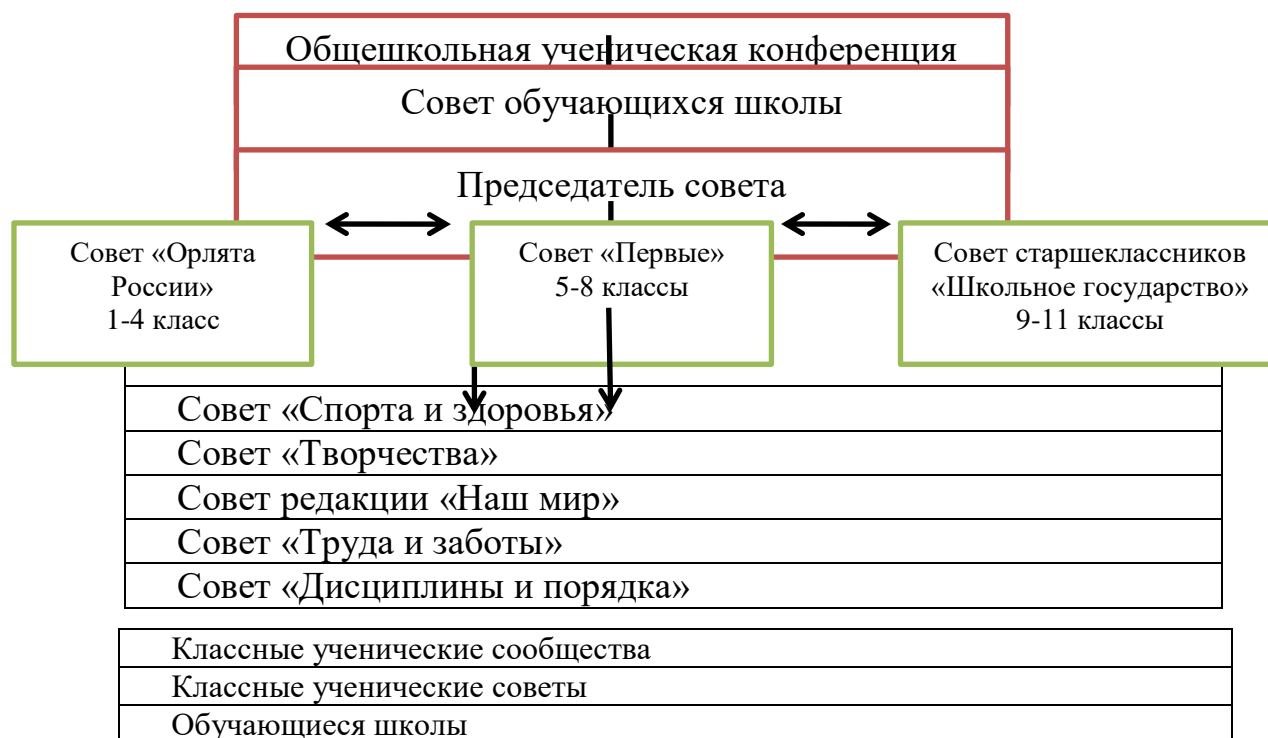 Общешкольная ученическая конференция
Совет обучающихся школы
Председатель совета
Совет «Орлята
России»
1-4 класс
Совет «Первые»
5-8 классы
Совет старшеклассников
«Школьное государство»
9-11 классы
Совет «Спорта и здоровья»
Совет «Творчества»
Совет редакции «Наш мир»
Совет «Труда и заботы»
Совет «Дисциплины и порядка»
Классные ученические сообщества
Классные ученические советы
Обучающиеся школы